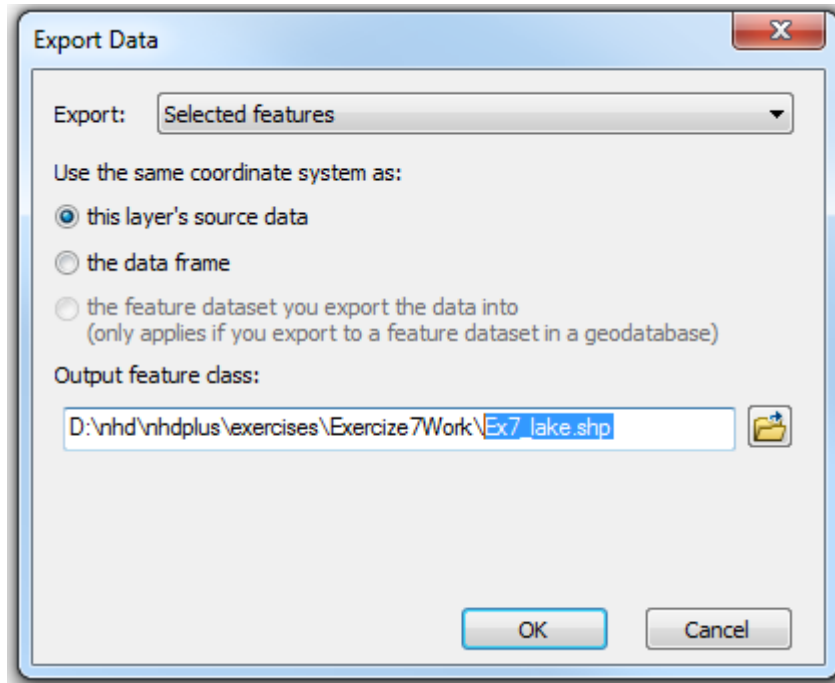 Export Data
Export: Selected features
Use the same coordinate system as:
this layer's source data
the data frame
the feature dataset you export the data into
(only applies if you export to a feature dataset in a geodatabase)
Output feature class:
D:\nhd\nhdplus\exercises\Exercize7Work\Ex7_lake.shp
OK Cancel